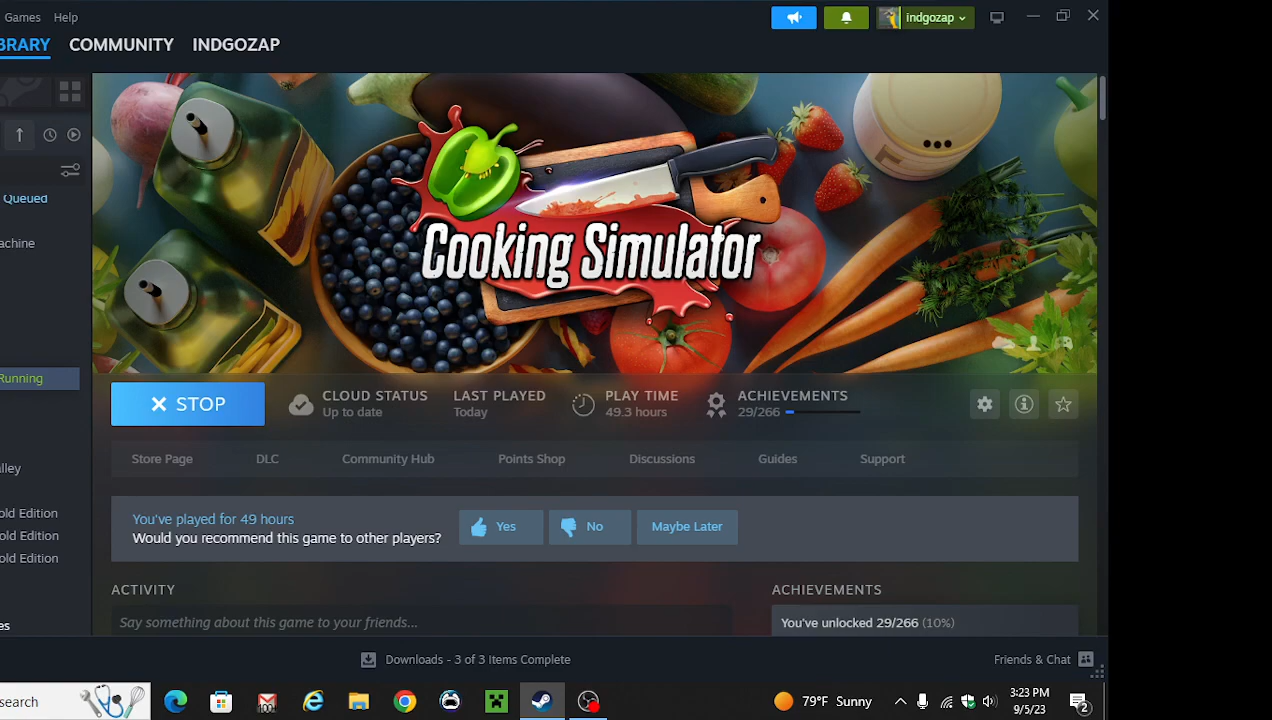 Games Help
indgozap
BRARY COMMUNITY INDGOZAP
Cooking Simulator
Queued
achine
Running
lley
old Edition
old Edition
old Edition
es
STOP
CLOUD STATUS
Up to date
LAST PLAYED
Today
PLAY TIME
49.3 hours
ACHIEVEMENTS
29/266
Store Page DLC Community Hub Points Shop Discussions Guides Support
You've played for 49 hours
Would you recommend this game to other players?
Yes No Maybe Later
ACTIVITY
Say something about this game to your friends...
ACHIEVEMENTS
You've unlocked 29/266 (10%)
Downloads - 3 of 3 Items Complete
Friends & Chat
search
79°F Sunny
3:23 PM
9/5/23
2